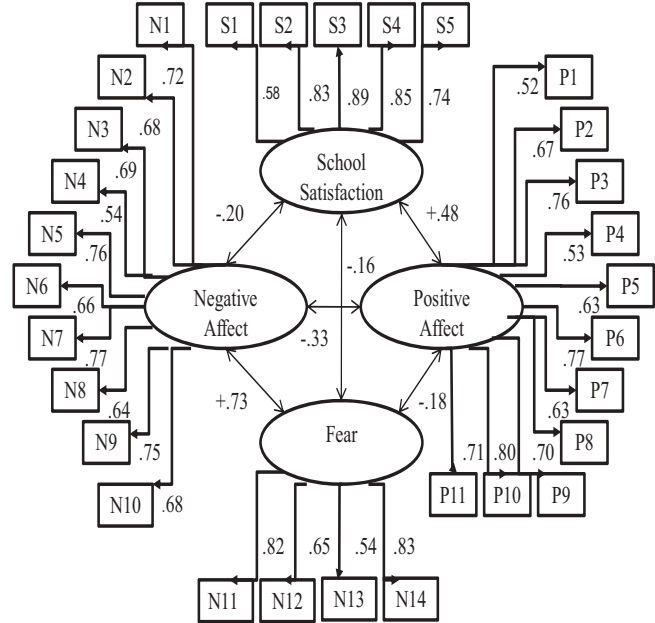 N1 S1 S2 S3 S4 S5
N2 .72 P1
.58 .83 .89 .85 .74 .52
N3 .68 P2
.67
N4 .69 School P3
Satisfaction .76
.54 P4
N5 -.20 +.48 .53
.76 -.16 P5
N6 Negative Positive .63
.66 Affect Affect P6
N7 -.33 .77
.77 P7
N8 .63
.64 +.73 -.18 P8
N9 Fear
.75 .71 .80 .70
N10 .68 P11 P10 P9
.82 .65 .54 .83
N11 N12 N13 N14